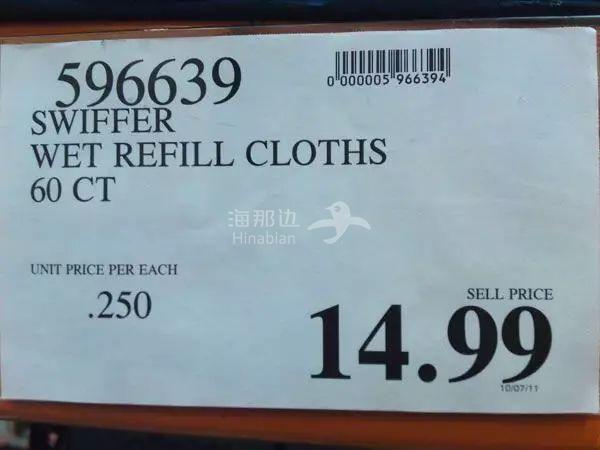 596639
0 000005 966394
SWIFFER
WET REFILL CLOTHS
60 CT
海那边
Hinabian
UNIT PRICE PER EACH
.250
SELL PRICE
14.99
10/07/11